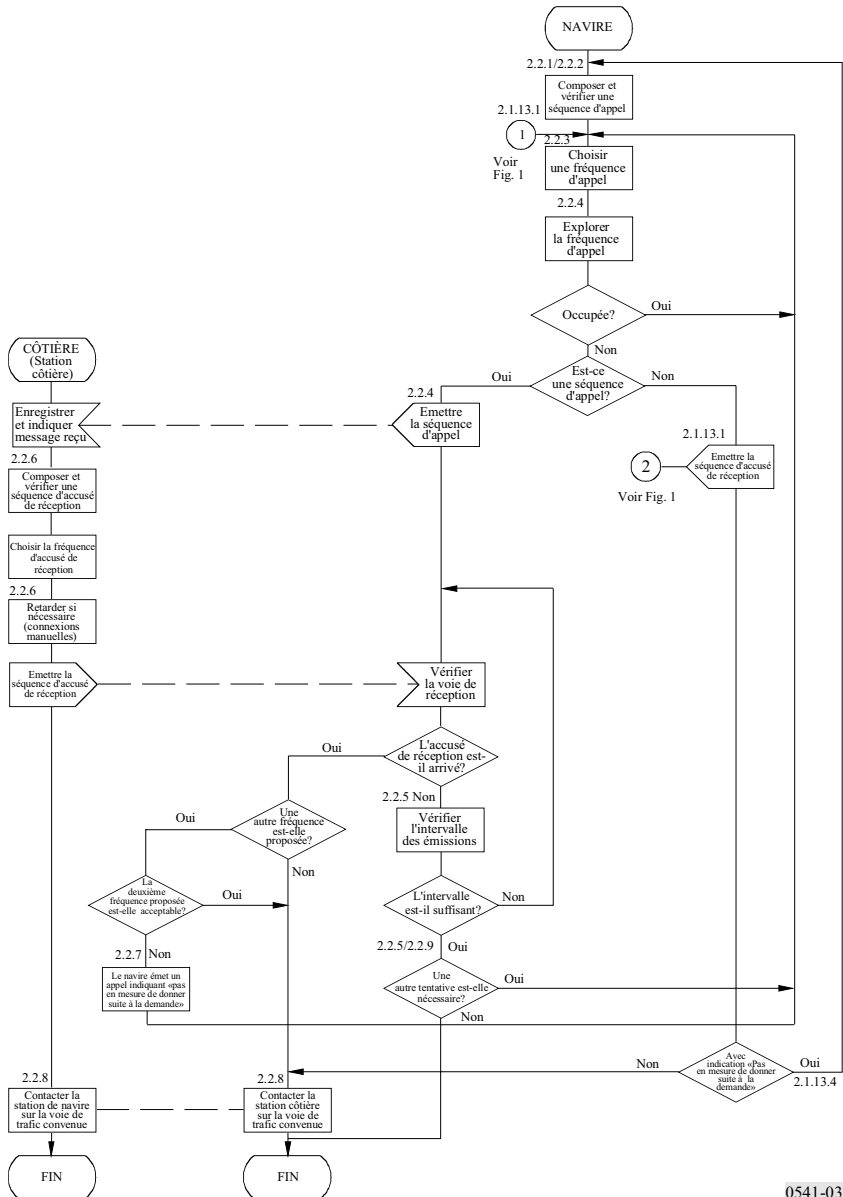 NAVIRE
2.2.1/2.2.2
Composer et
vérifier une
séquence d'appel
2.1.13.1
1
2.2.3
Voir
Fig. 1
Choisir
une fréquence
d'appel
2.2.4
Explorer
la fréquence
d'appel
Occupée?
Oui
Non
CÔTIÈRE
(Station
côtière)
Est-ce
une séquence
d'appel?
Oui
Non
2.2.4
Enregistrer
et indiquer
message reçu
Emettre
la séquence
d'appel
2.1.13.1
2
Emettre la
séquence d'accusé
de réception
Voir Fig. 1
2.2.6
Composer et
vérifier une
séquence d'accusé
de réception
Choisir la fréquence
d'accusé de
réception
2.2.6
Retarder si
nécessaire
(connexions
manuelles)
Emettre la
séquence d'accusé
de réception
Vérifier
la voie de
réception
L'accusé
de réception est-
il arrivé?
Oui
2.2.5 Non
Une
autre fréquence
est-elle
proposée?
Oui
Non
Vérifier
l'intervalle
des émissions
La
deuxième
fréquence proposée
est-elle acceptable?
Oui
L'intervalle
est-il suffisant?
Non
2.2.7 Non
2.2.5/2.2.9 Oui
Le navire émet un
appel indiquant «pas
en mesure de donner
suite à la demande»
Une
autre tentative est-elle
nécessaire?
Oui
Non
Avec
indication «Pas
en mesure de donner
suite à la
demande»
Non
Oui
2.1.13.4
2.2.8
Contacter la
station de navire
sur la voie de
trafic convenue
2.2.8
Contacter la
station côtière
sur la voie de
trafic convenue
FIN
FIN
0541-03